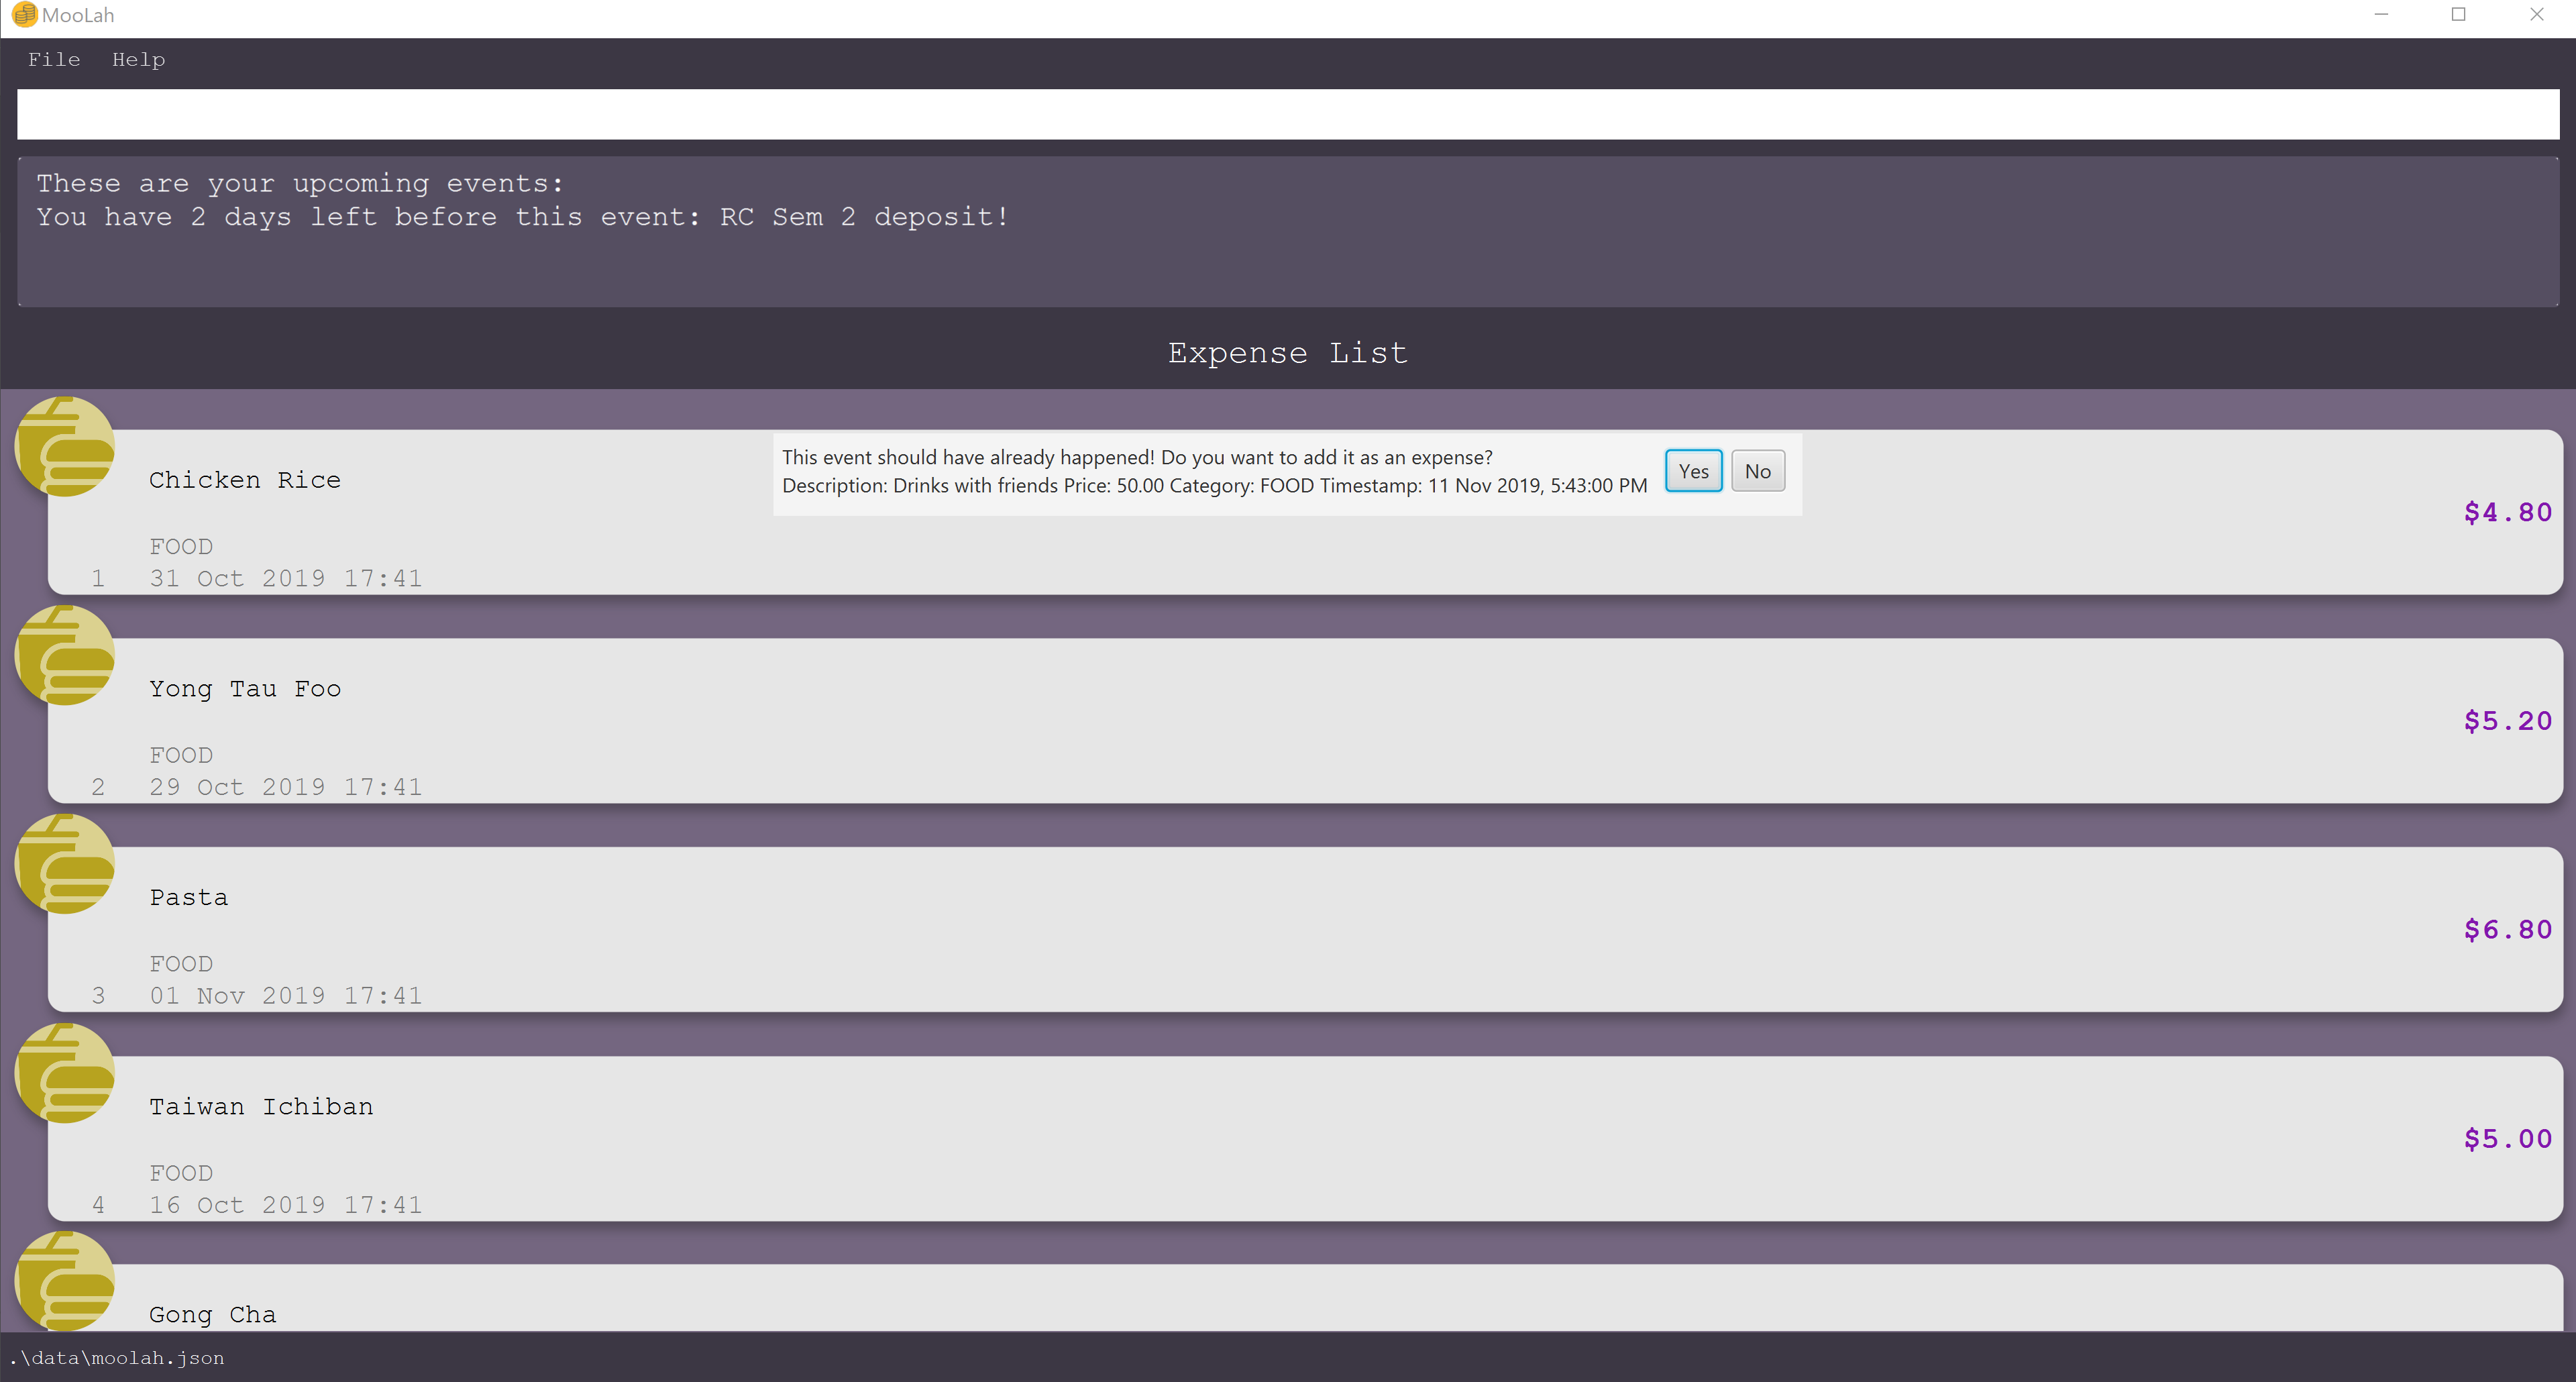 MooLah
File Help
These are your upcoming events:
You have 2 days left before this event: RC Sem 2 deposit!
Expense List
This event should have already happened! Do you want to add it as an expense?
Description: Drinks with friends Price: 50.00 Category: FOOD Timestamp: 11 Nov 2019, 5:43:00 PM
Yes No
Chicken Rice
$4.80
FOOD
1 31 Oct 2019 17:41
Yong Tau Foo
$5.20
FOOD
2 29 Oct 2019 17:41
Pasta
$6.80
FOOD
3 01 Nov 2019 17:41
Taiwan Ichiban
$5.00
FOOD
4 16 Oct 2019 17:41
Gong Cha
.\data\moolah.json